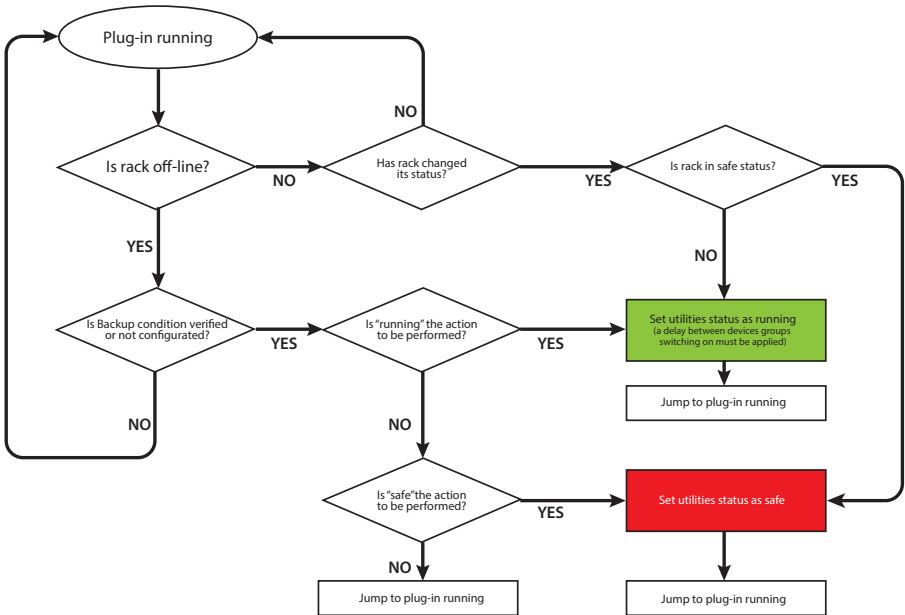 Plug-in running
NO
Is rack off-line?
NO
Has rack changed
its status?
YES
Is rack in safe status?
YES
YES
NO
Is Backup condition verified
or not configurated?
YES
Is "running" the action
to be performed?
YES
Set utilities status as running
(a delay between devices groups
switching on must be applied)
Jump to plug-in running
NO
NO
Is "safe" the action
to be performed?
YES
Set utilities status as safe
NO
Jump to plug-in running
Jump to plug-in running